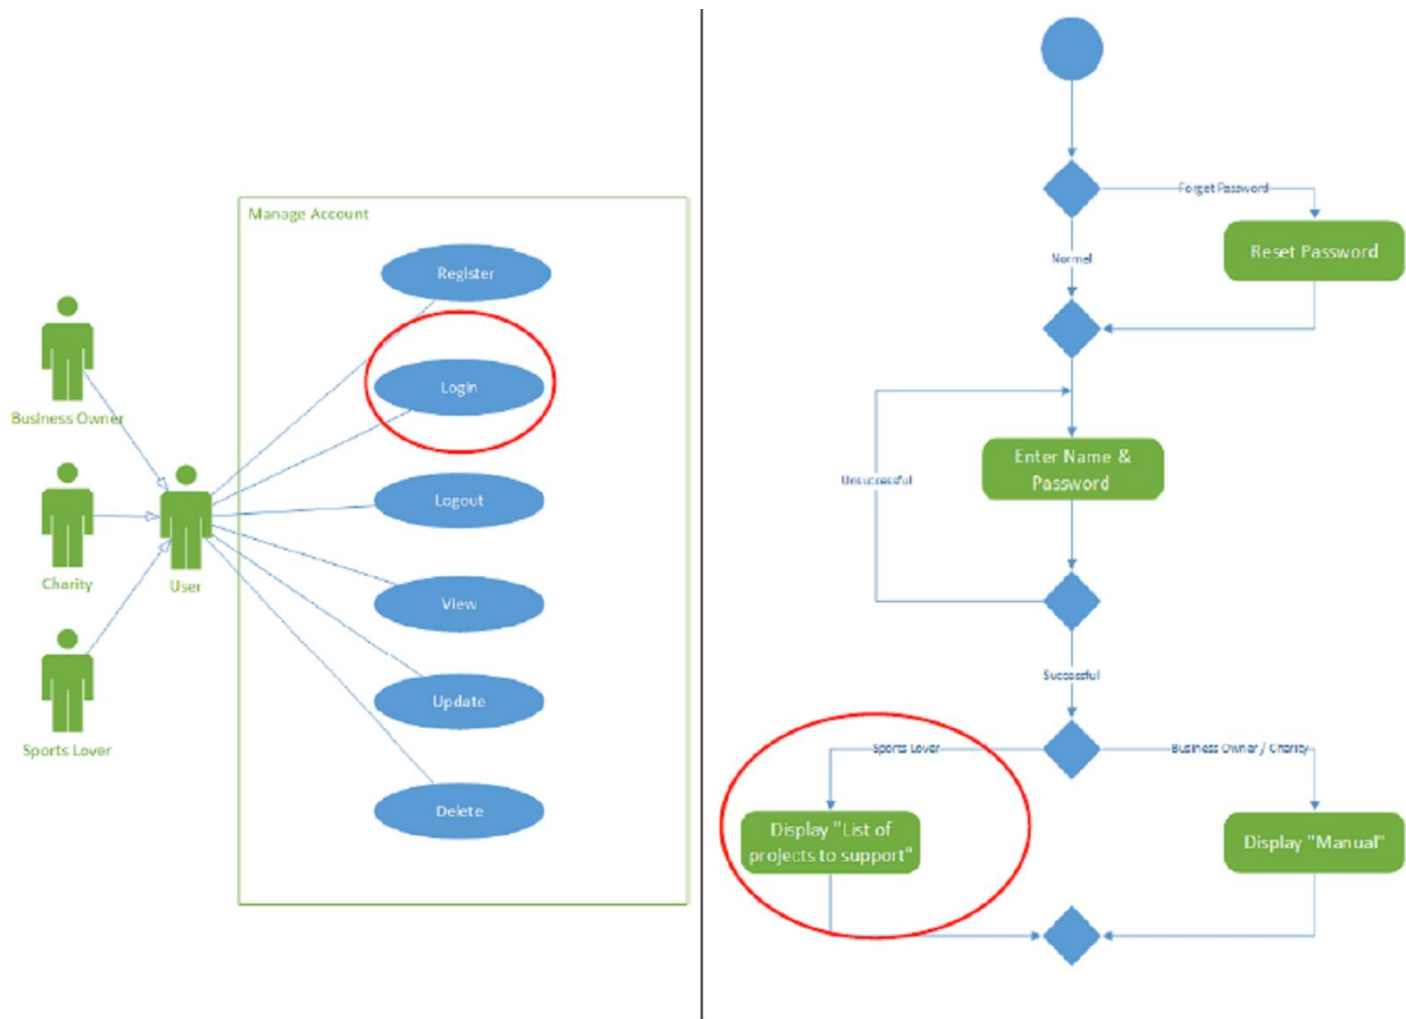 Manage Account
Register
Login
Logout
View
Update
Delete
Business Owner
Charity
User
Sports Lover
Forget Password
Reset Password
Normel
Enter Name &
Password
Unsuccessful
Successful
Sports Lover
Business Owner / Charity
Display "List of
projects to support"
Display "Manual"